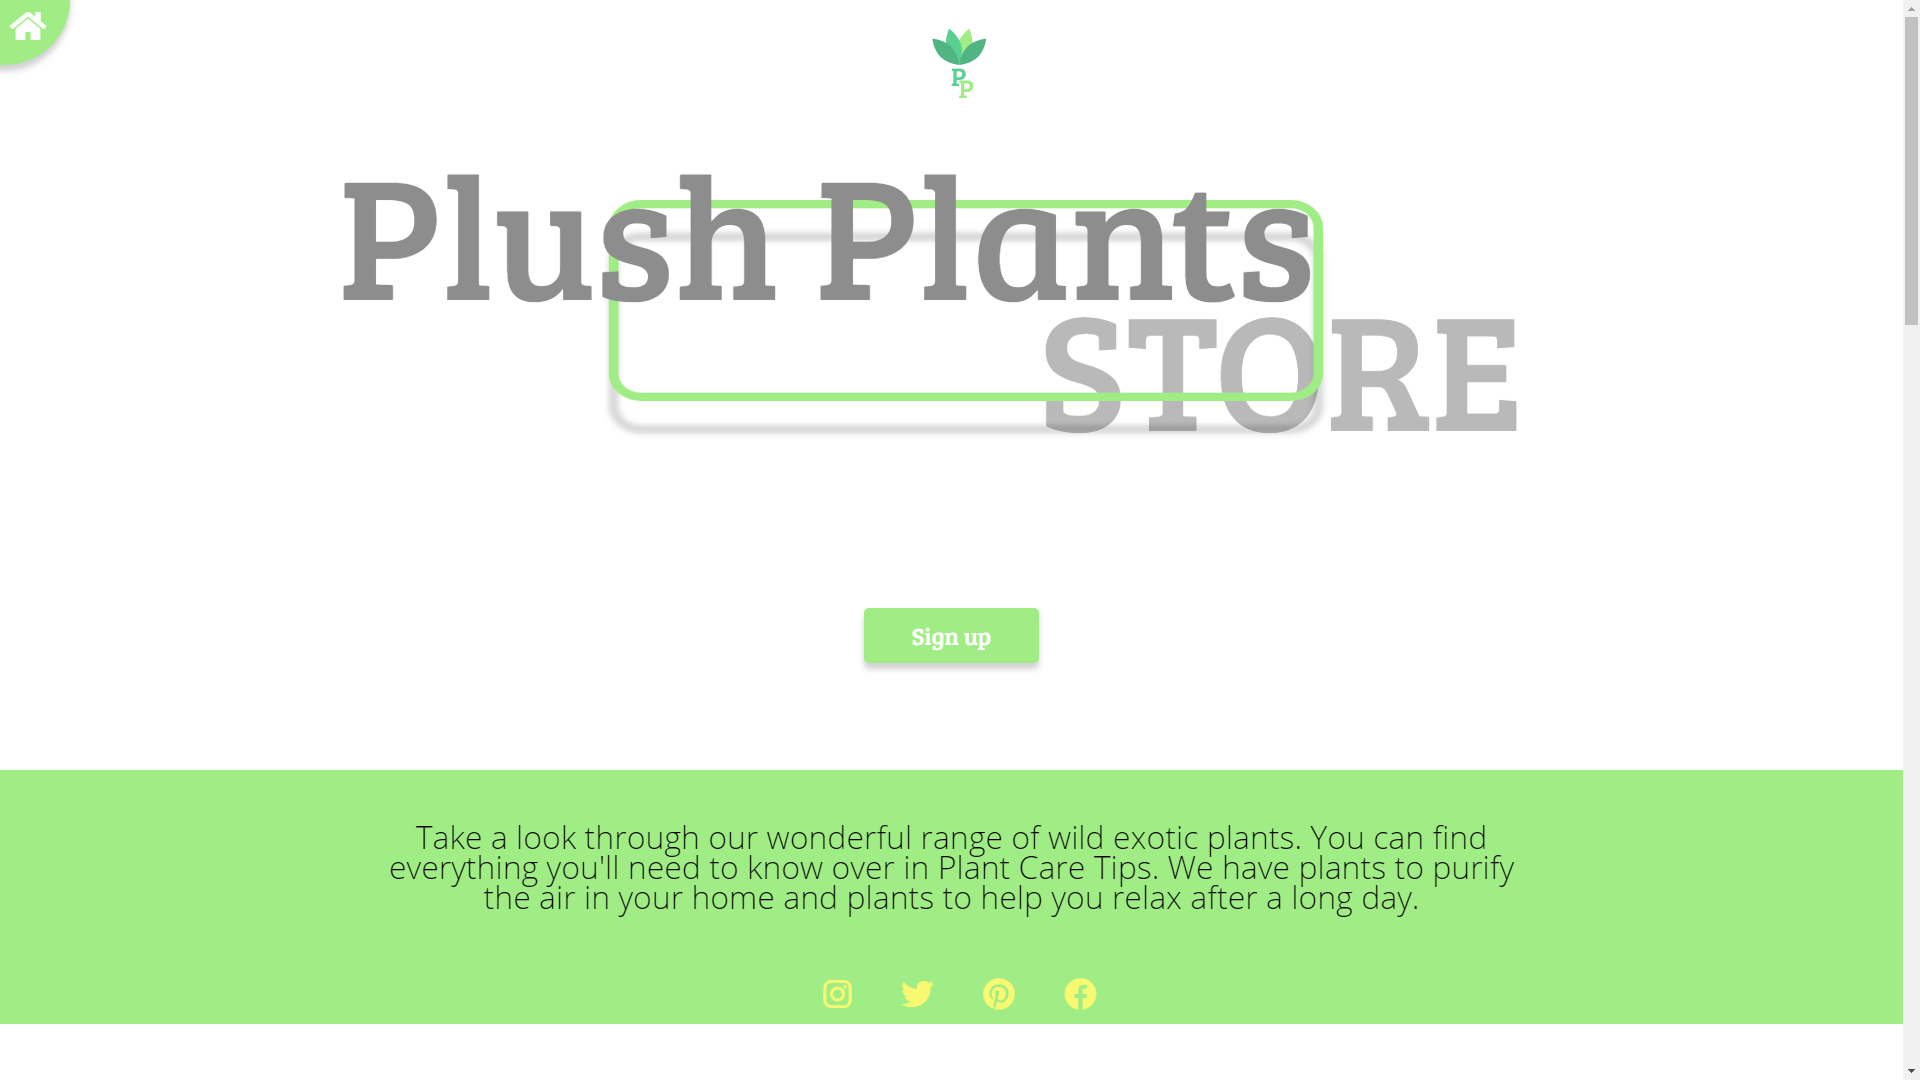 P
P
Plush Plants
STORE
Sign up
Take a look through our wonderful range of wild exotic plants. You can find
everything you'll need to know over in Plant Care Tips. We have plants to purify
the air in your home and plants to help you relax after a long day.